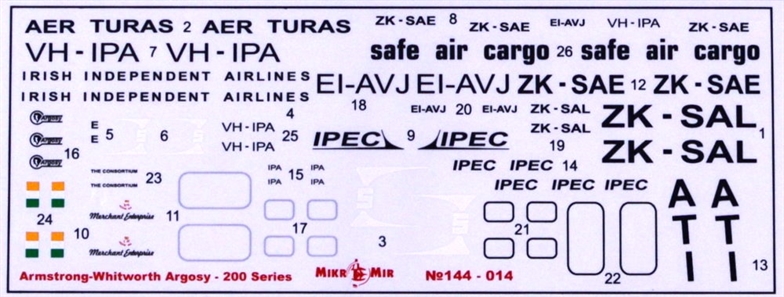 AER TURAS 2 AER TURAS ZK - SAE 8 ZK - SAE EI-AVJ VH - IPA ZK - SAE
VH - IPA 7 VH - IPA safe air cargo 26 safe air cargo
IRISH INDEPENDENT AIRLINES EI-AVJ EI-AVJ ZK - SAE 12 ZK - SAE
IRISH INDEPENDENT AIRLINES
4 18 EI-AVJ 20 EI-AVJ ZK - SAL ZK - SAL 1
Argosy E 5 6 VH - IPA 25 IPEC 9 IPEC ZK - SAL
Argosy E VH - IPA 19 ZK - SAL
Argosy 16 IPA IPA IPEC IPEC 14
THE CONSORTIUM 23 15
THE CONSORTIUM IPA IPA IPEC IPEC IPEC A A
24 Merchant Enterprise 11 T T
10 17 3 21
Merchant Enterprise I I 13
22
Armstrong-Whitworth Argosy - 200 Series MIKRO MIR №144 - 014